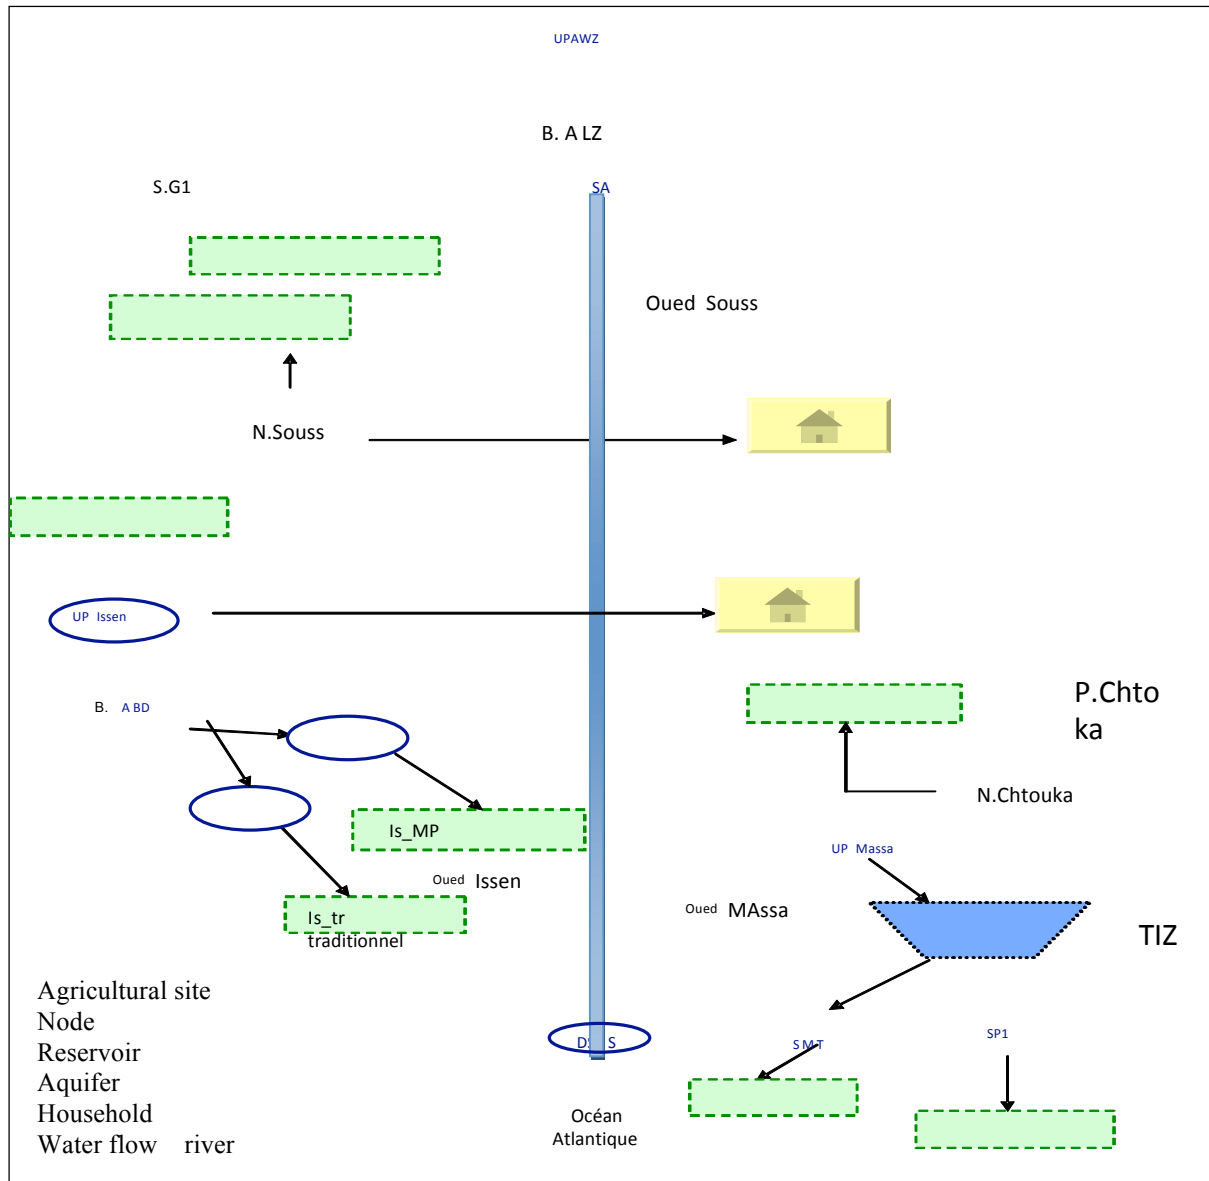 UPAWZ
B. A LZ
S.G1
SA
Oued Souss
N.Souss
UP Issen
B. A BD
P.Chto
ka
N.Chtouka
Is_MP
UP Massa
Oued Issen
Oued MAssa
Is_tr
traditionnel
TIZ
Agricultural site
Node
Reservoir
Aquifer
Household
Water flow river
S M T
SP1
Océan
Atlantique